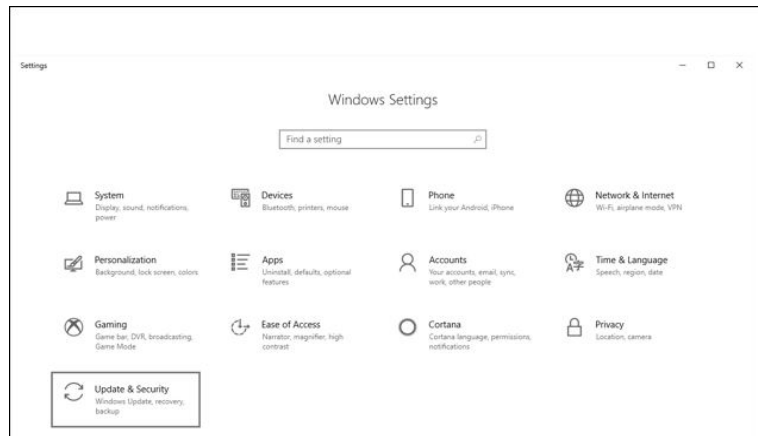 Settings
Windows Settings
Find a setting
System
Display, sound, notifications,
power
Devices
Bluetooth, printers, mouse
Phone
Link your Android, iPhone
Network & Internet
Wi-Fi, airplane mode, VPN
Personalization
Background, lock screen, colors
Apps
Uninstall, defaults, optional
features
Accounts
Your accounts, email, sync,
work, other people
Time & Language
Speech, region, date
Gaming
Game bar, DVR, broadcasting,
Game Mode
Ease of Access
Narrator, magnifier, high
contrast
Cortana
Cortana language, permissions,
notifications
Privacy
Location, camera
Update & Security
Windows Update, recovery,
backup